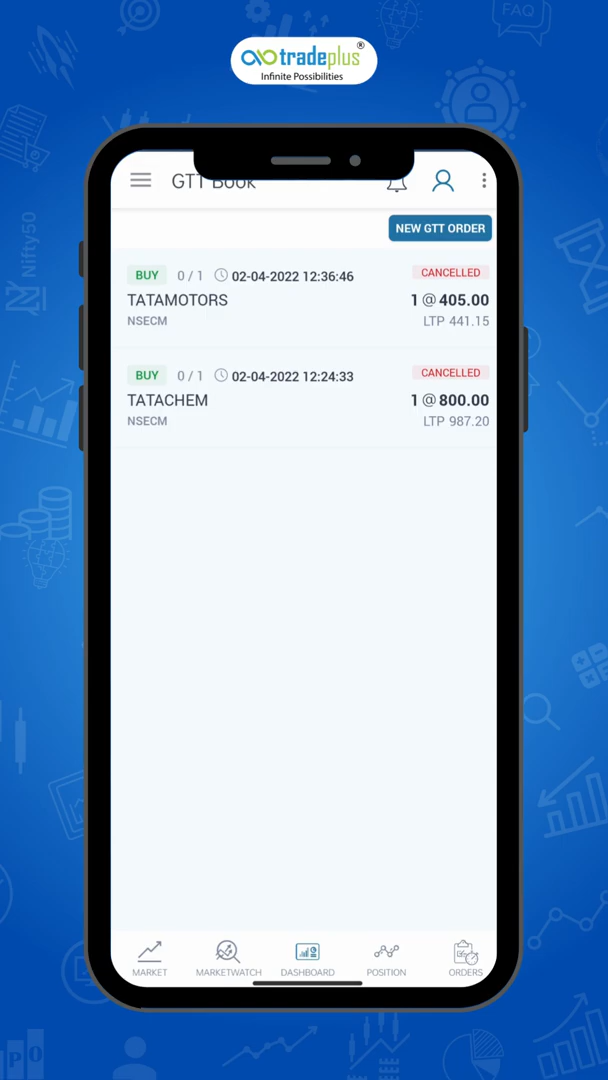 FAQ
tradeplus®
Infinite Possibilities
Nifty50
GTT Book
NEW GTT ORDER
BUY 0 / 1 02-04-2022 12:36:46 CANCELLED
TATAMOTORS 1 @ 405.00
NSECM LTP 441.15
BUY 0 / 1 02-04-2022 12:24:33 CANCELLED
TATACHEM 1 @ 800.00
NSECM LTP 987.20
MARKET MARKETWATCH DASHBOARD POSITION ORDERS